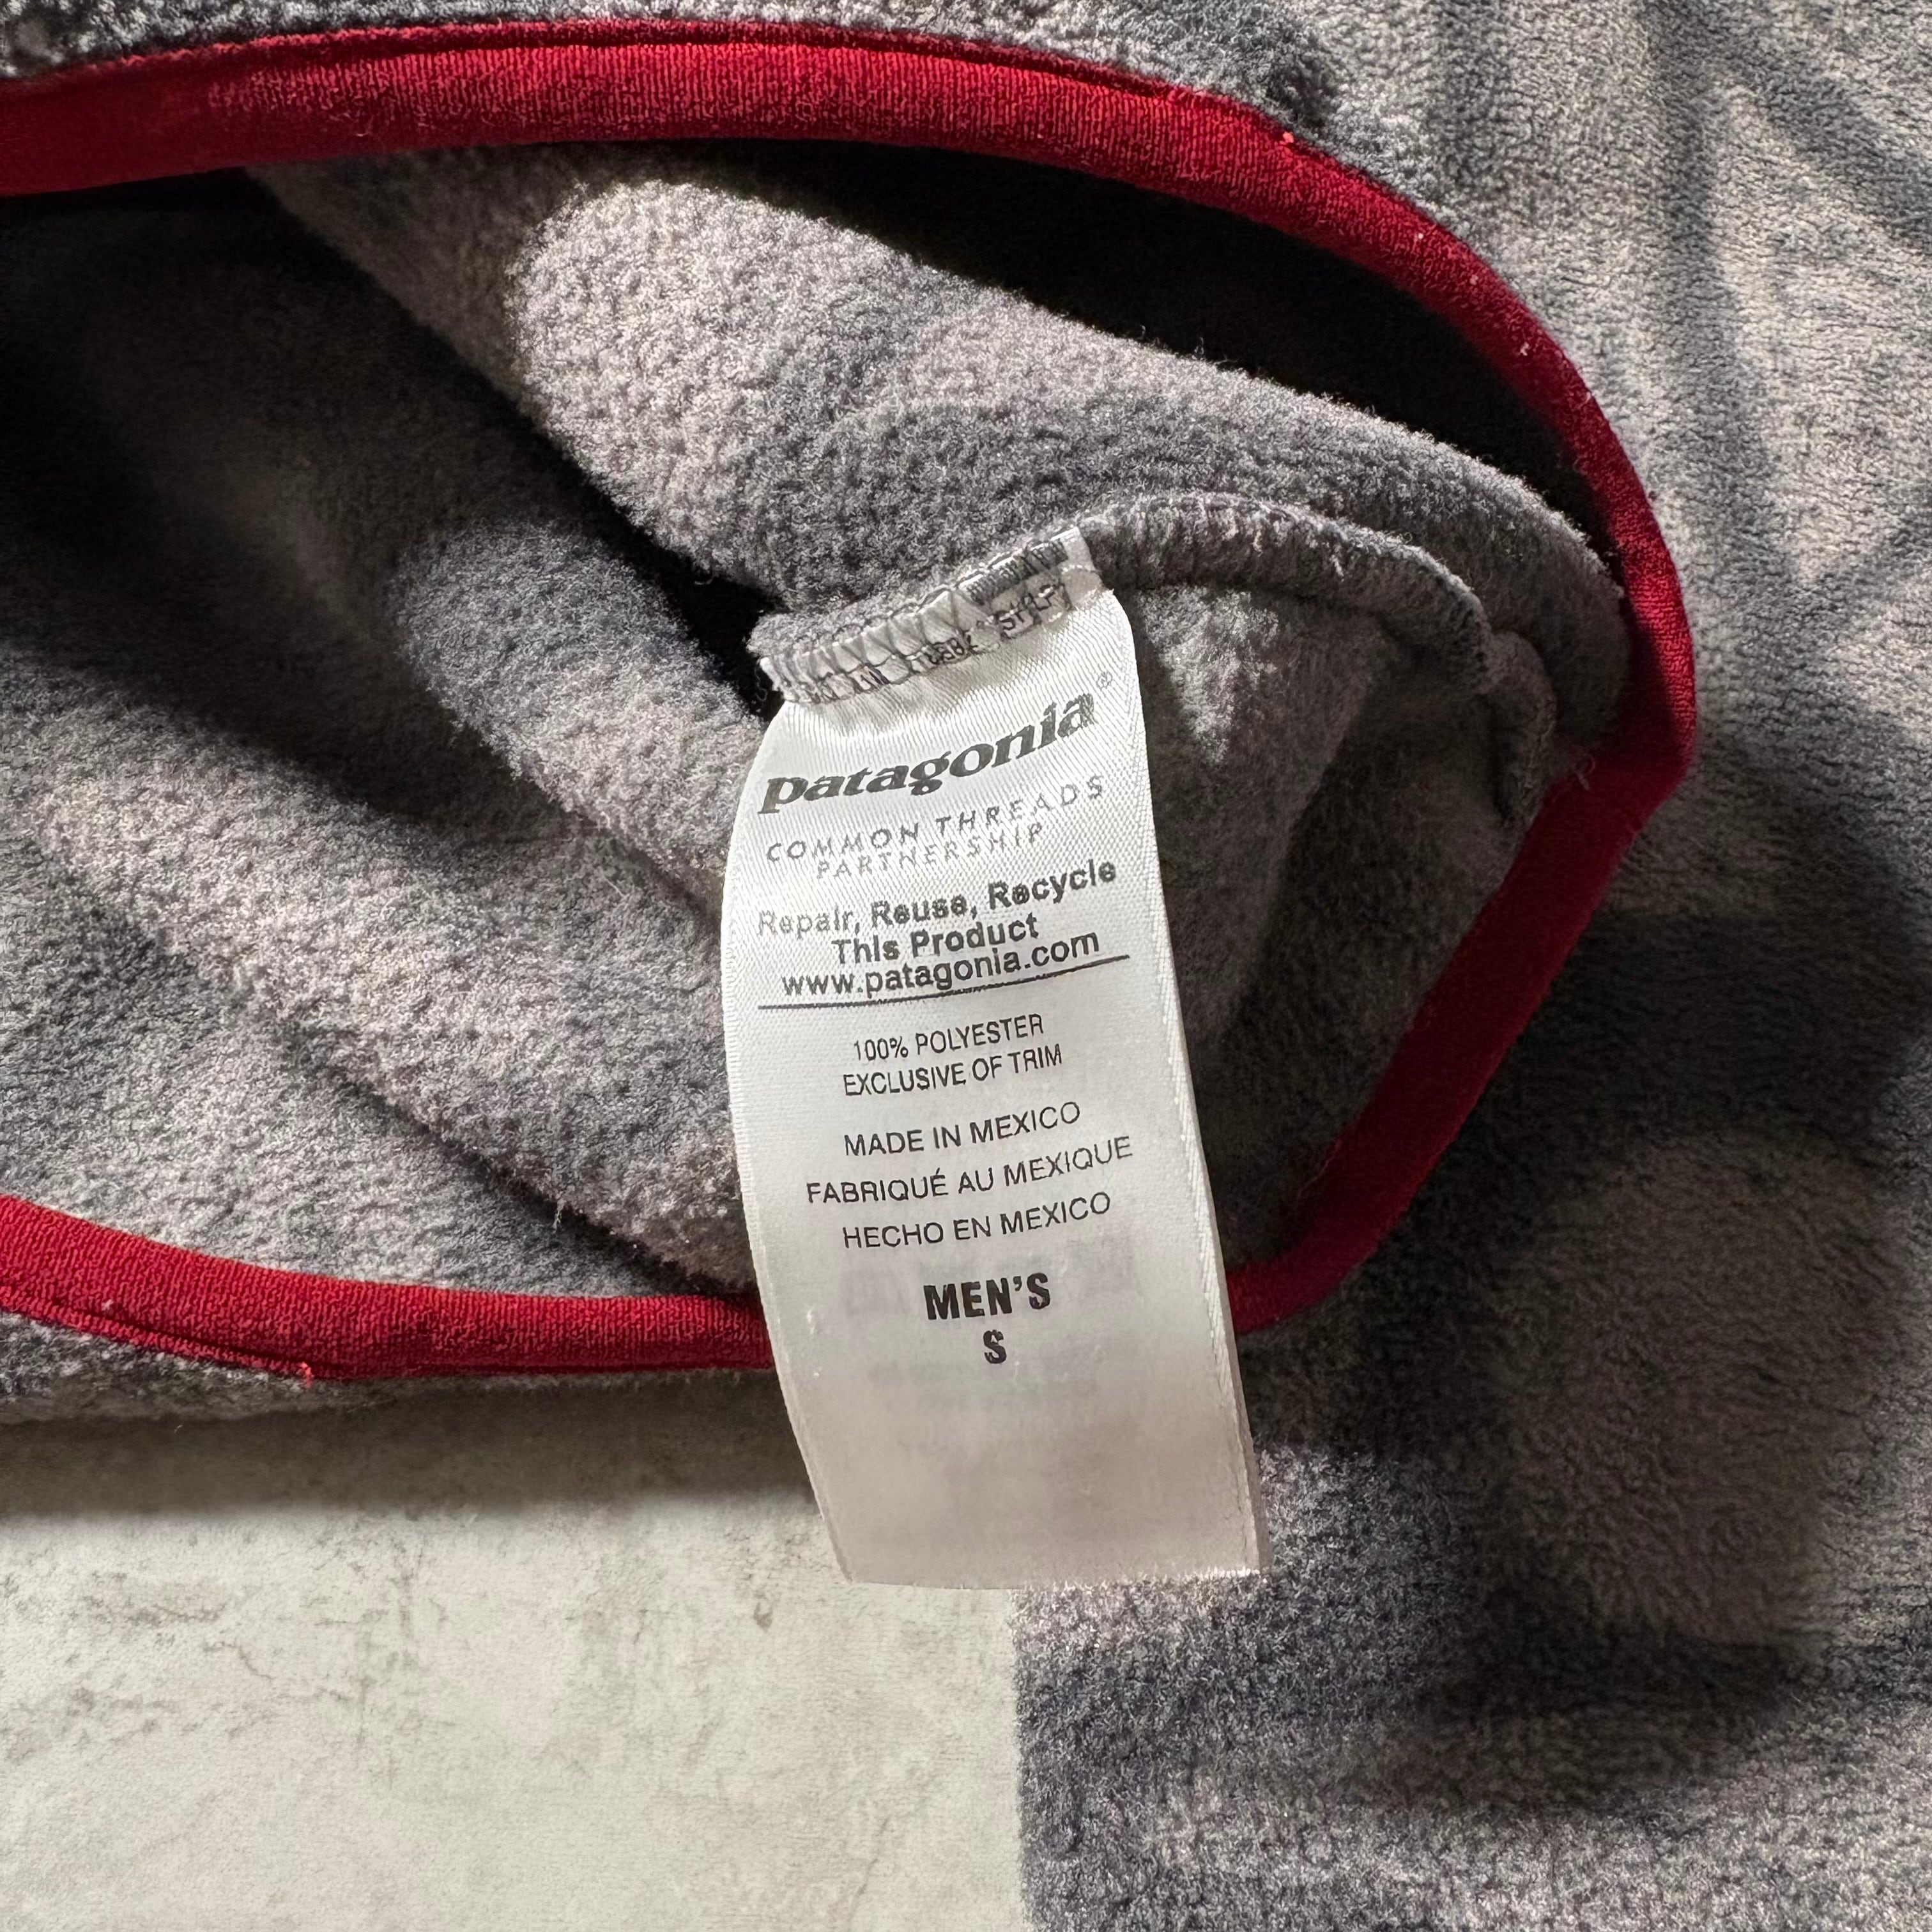 patagonia®
COMMON THREADS
PARTNERSHIP
Repair, Reuse, Recycle
This Product
www.patagonia.com
100% POLYESTER
EXCLUSIVE OF TRIM
MADE IN MEXICO
FABRIQUÉ AU MEXIQUE
HECHO EN MEXICO
MEN'S
S